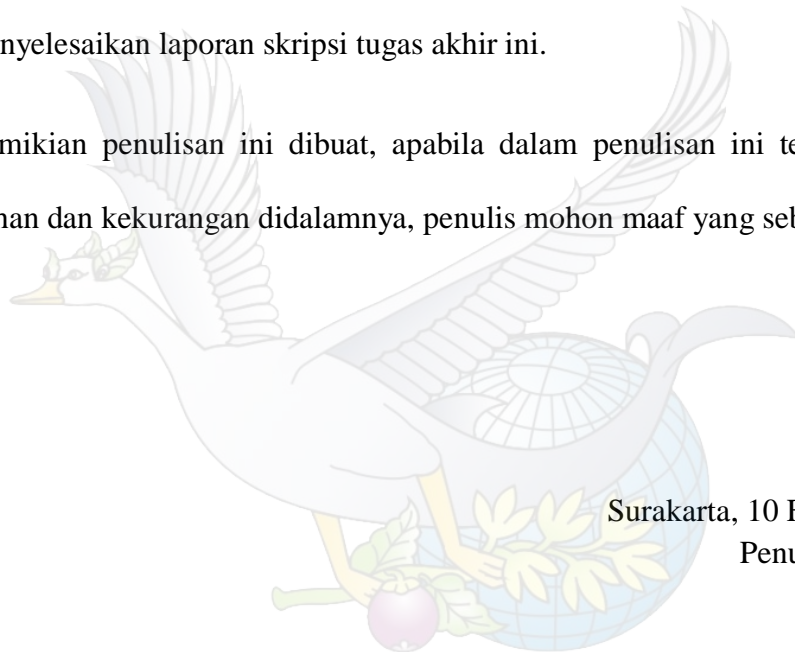 nyelesaikan laporan skripsi tugas akhir ini.
mikian penulisan ini dibuat, apabila dalam penulisan ini te
nan dan kekurangan didalamnya, penulis mohon maaf yang seb
Surakarta, 10 F
Penu